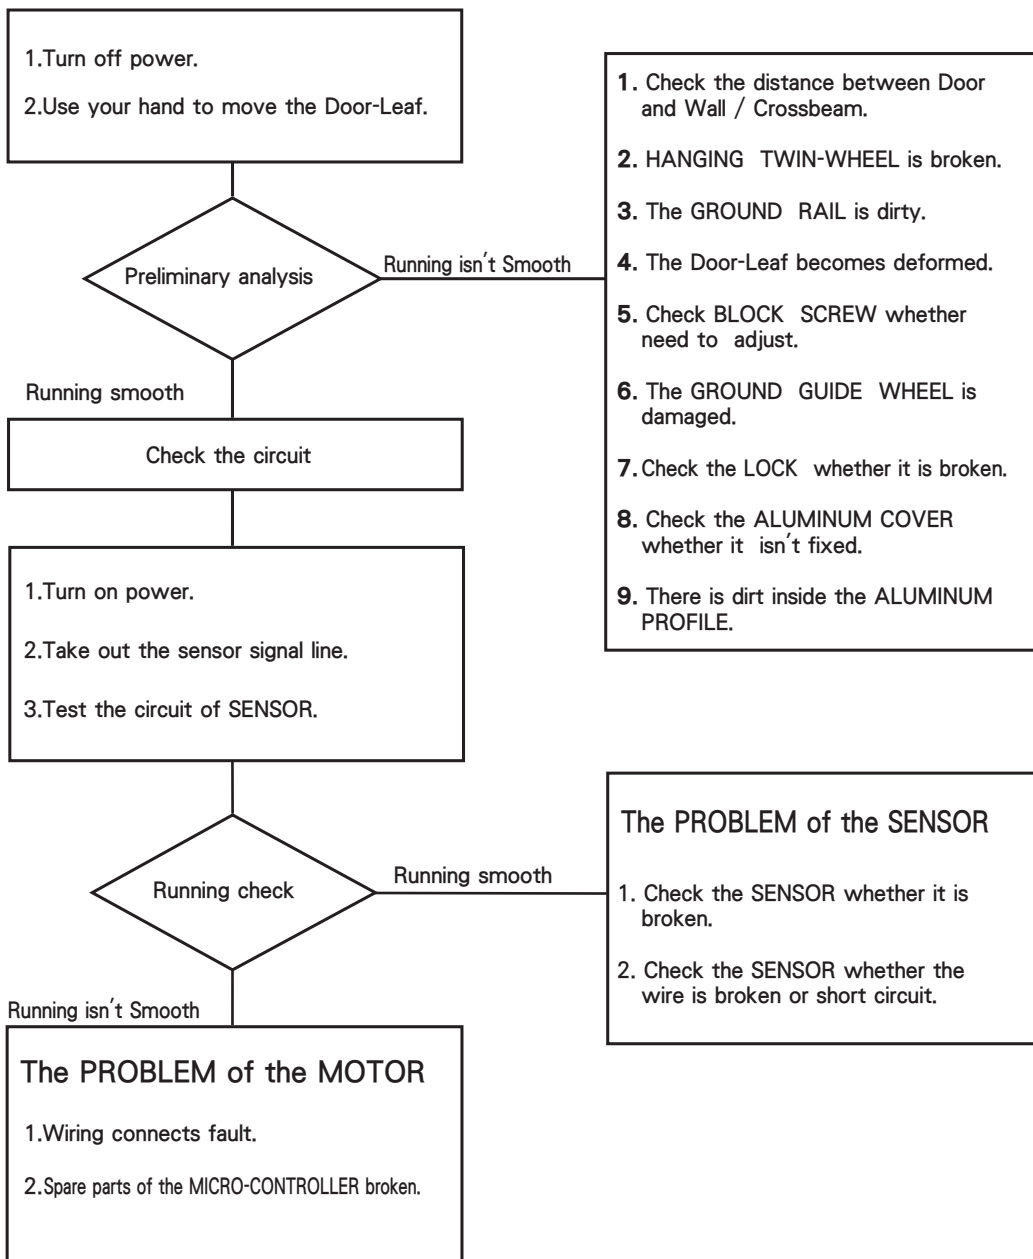 1.Turn off power.
2.Use your hand to move the Door-Leaf.
Preliminary analysis
Running isn't Smooth
1. Check the distance between Door
and Wall / Crossbeam.
2. HANGING TWIN-WHEEL is broken.
3. The GROUND RAIL is dirty.
4. The Door-Leaf becomes deformed.
5. Check BLOCK SCREW whether
need to adjust.
6. The GROUND GUIDE WHEEL is
damaged.
7. Check the LOCK whether it is broken.
8. Check the ALUMINUM COVER
whether it isn't fixed.
9. There is dirt inside the ALUMINUM
PROFILE.
Running smooth
Check the circuit
1.Turn on power.
2.Take out the sensor signal line.
3.Test the circuit of SENSOR.
Running check
Running smooth
The PROBLEM of the SENSOR
1. Check the SENSOR whether it is
broken.
2. Check the SENSOR whether the
wire is broken or short circuit.
Running isn't Smooth
The PROBLEM of the MOTOR
1.Wiring connects fault.
2.Spare parts of the MICRO-CONTROLLER broken.